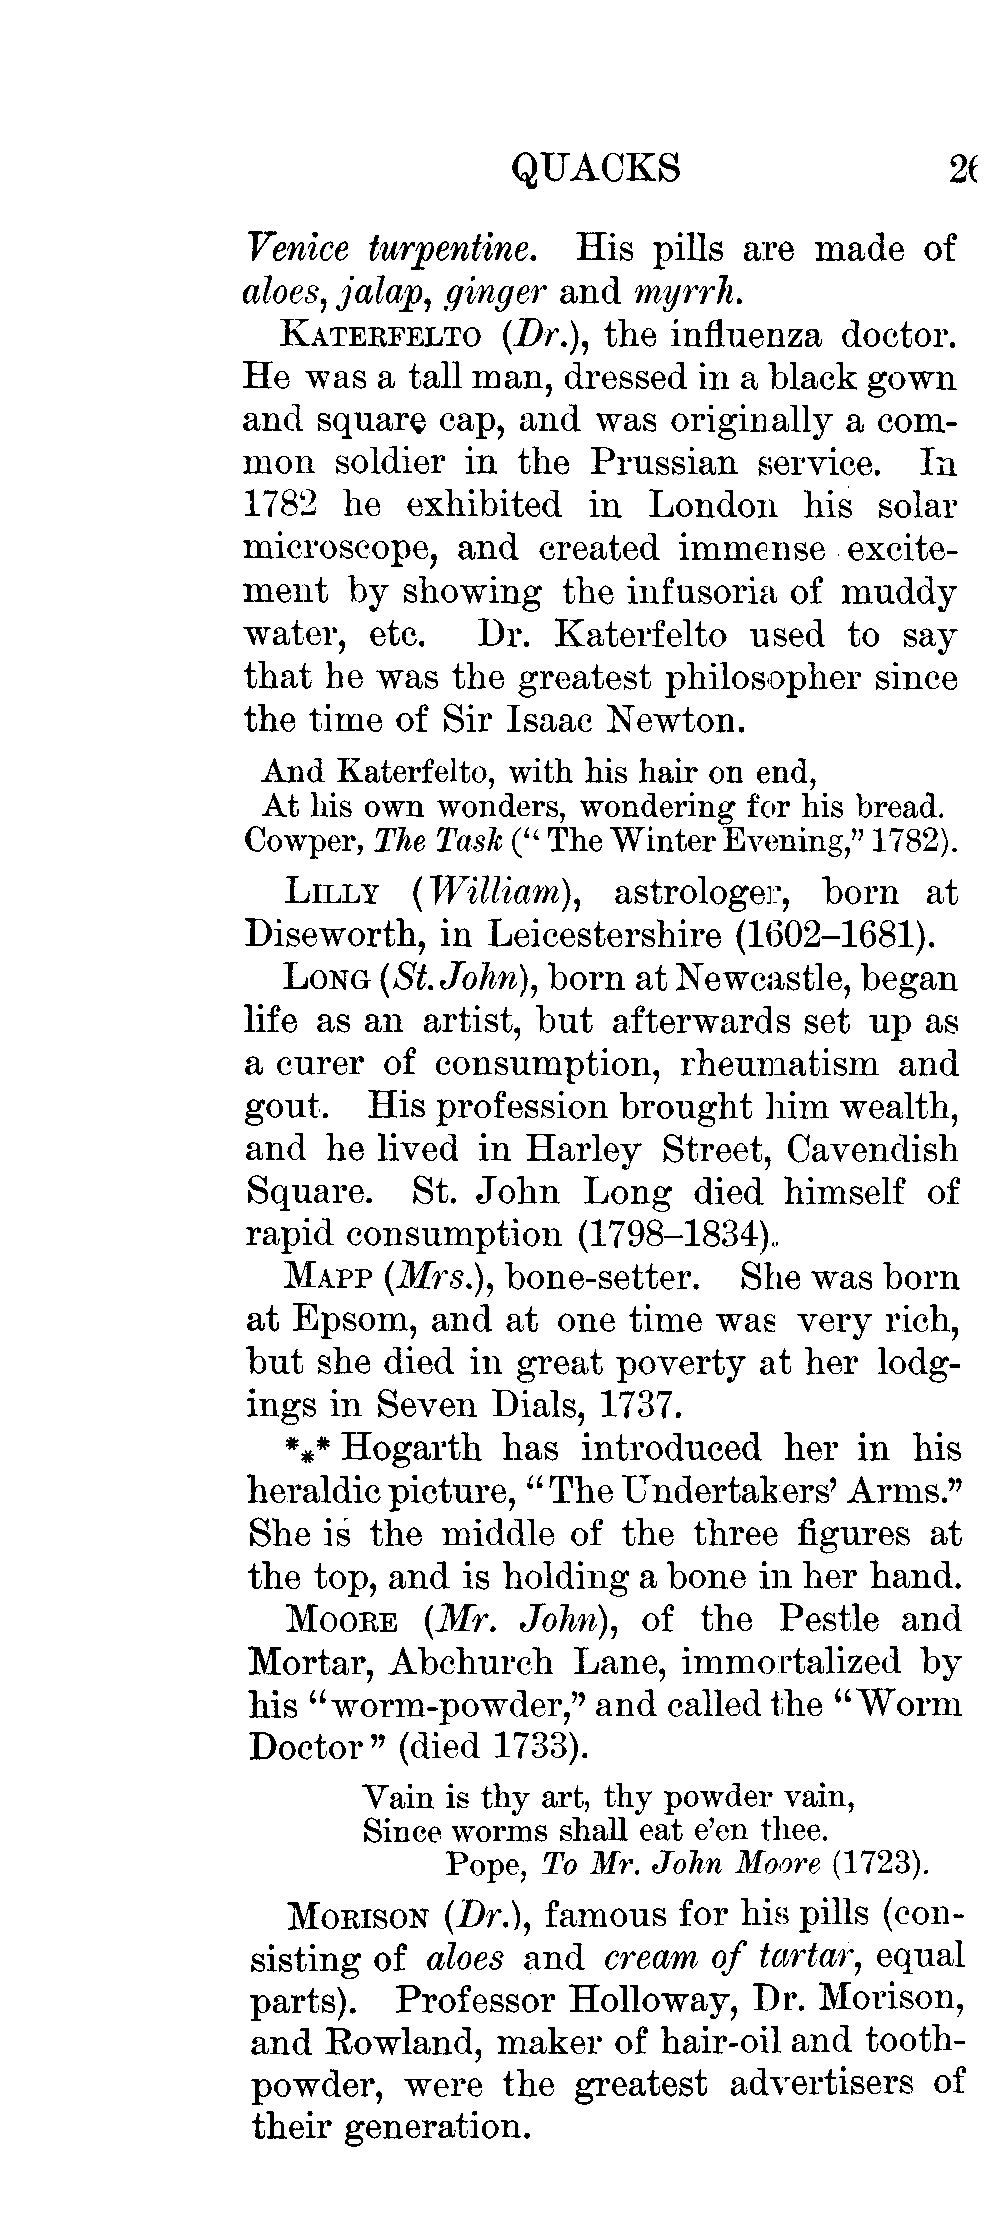 QUACKS 26
Venice turpentine. His pills are made of
aloes, jalap, ginger and myrrh.
KATERFELTO (Dr.), the influenza doctor.
He was a tall man, dressed in a black gown
and square cap, and was originally a com-
mon soldier in the Prussian service. In
1782 he exhibited in London his solar
microscope, and created immense excite-
ment by showing the infusoria of muddy
water, etc. Dr. Katerfelto used to say
that he was the greatest philosopher since
the time of Sir Isaac Newton.
And Katerfelto, with his hair on end,
At his own wonders, wondering for his bread.
Cowper, The Task (“The Winter Evening,” 1782).
LILLY (William), astrologer, born at
Diseworth, in Leicestershire (1602–1681).
LONG (St. John), born at Newcastle, began
life as an artist, but afterwards set up as
a curer of consumption, rheumatism and
gout. His profession brought him wealth,
and he lived in Harley Street, Cavendish
Square. St. John Long died himself of
rapid consumption (1798–1834).
MAPP (Mrs.), bone-setter. She was born
at Epsom, and at one time was very rich,
but she died in great poverty at her lodg-
ings in Seven Dials, 1737.
*⁎* Hogarth has introduced her in his
heraldic picture, “The Undertakers’ Arms.”
She is the middle of the three figures at
the top, and is holding a bone in her hand.
MOORE (Mr. John), of the Pestle and
Mortar, Abchurch Lane, immortalized by
his “worm-powder,” and called the “Worm
Doctor” (died 1733).
Vain is thy art, thy powder vain,
Since worms shall eat e’en thee.
Pope, To Mr. John Moore (1723).
MORISON (Dr.), famous for his pills (con-
sisting of aloes and cream of tartar, equal
parts). Professor Holloway, Dr. Morison,
and Rowland, maker of hair-oil and tooth-
powder, were the greatest advertisers of
their generation.